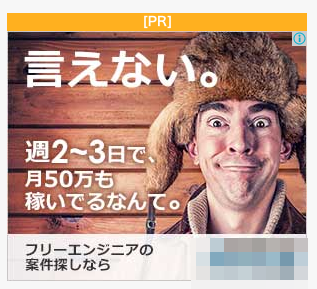 [PR]
言えない。
週2~3日で、
月50万も
稼いでるなんて。
フリーエンジニアの
案件探しなら